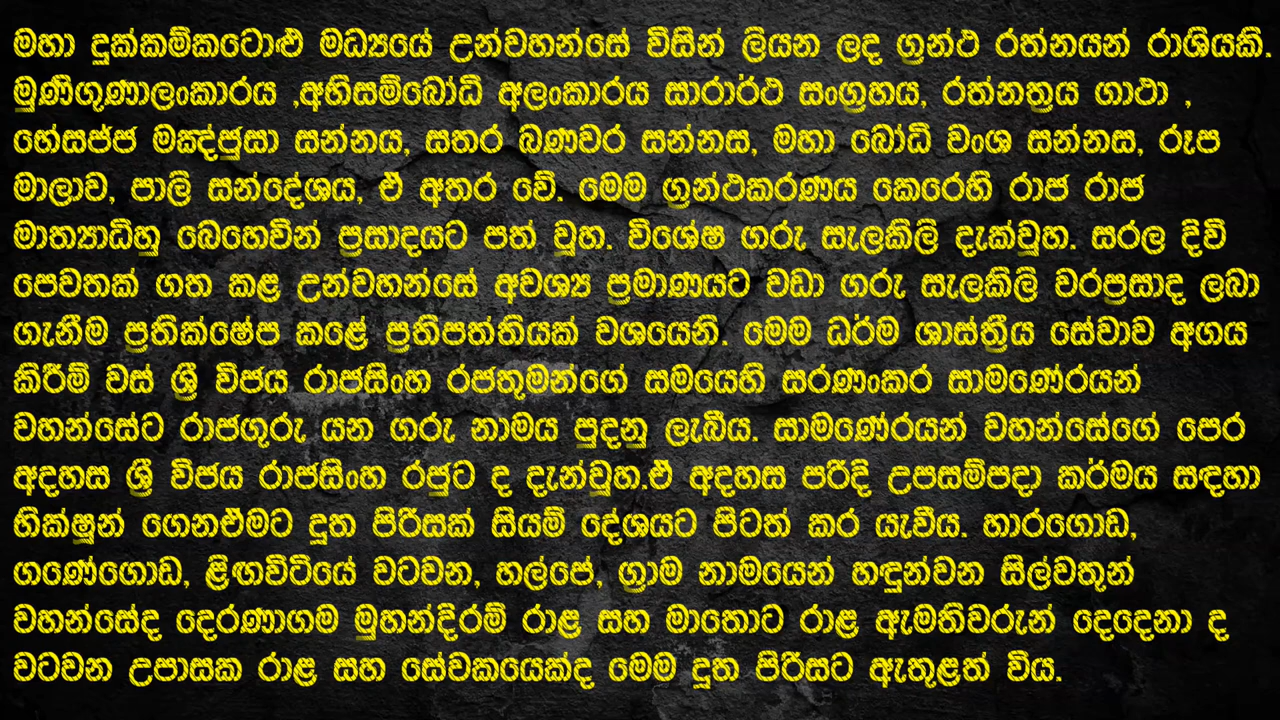 මහා දුක්කම්කටොළු මධ්‍යයේ උන්වහන්සේ විසින් ලියන ලද ග්‍රන්ථ රත්නයන් රාශියකි.
මුණිගුණාලංකාරය ,අභිසම්බෝධි අලංකාරය සාරාර්ථ සංග්‍රහය, රත්නත්‍රය ගාථා ,
හේසජ්ජ මඤ්ජුසා සන්නය, සතර බණවර සන්නස, මහා බෝධි වංශ සන්නස, රූප
මාලාව, පාලි සන්දේශය, ඒ අතර වේ. මෙම ග්‍රන්ථකරණය කෙරෙහි රාජ රාජ
මාත්‍යාධිහු බෙහෙවින් ප්‍රසාදයට පත් වූහ. විශේෂ ගරු සැලකිලි දැක්වූහ. සරල දිවි
පෙවතක් ගත කළ උන්වහන්සේ අවශ්‍ය ප්‍රමාණයට වඩා ගරු සැලකිලි වරප්‍රසාද ලබා
ගැනීම ප්‍රතික්ෂේප කළේ ප්‍රතිපත්තියක් වශයෙනි. මෙම ධර්ම ශාස්ත්‍රීය සේවාව අගය
කිරීම් වස් ශ්‍රී විජය රාජසිංහ රජතුමන්ගේ සමයෙහි සරණංකර සාමණේරයන්
වහන්සේට රාජගුරු යන ගරු නාමය පුදනු ලැබීය. සාමණේරයන් වහන්සේගේ පෙර
අදහස ශ්‍රී විජය රාජසිංහ රජුට ද දැන්වූහ.ඒ අදහස පරිදි උපසම්පදා කර්මය සඳහා
භික්ෂූන් ගෙනඒමට දූත පිරිසක් සියම් දේශයට පිටත් කර යැවීය. හාරගොඩ,
ගණේගොඩ, ළිඟවිටියේ වටවන, හල්පේ, ග්‍රාම නාමයෙන් හඳුන්වන සිල්වතුන්
වහන්සේද දෙරණාගම මුහන්දිරම් රාළ සහ මාතොට රාළ ඇමතිවරුන් දෙදෙනා ද
වටවන උපාසක රාළ සහ සේවකයෙක්ද මෙම දූත පිරිසට ඇතුළත් විය.